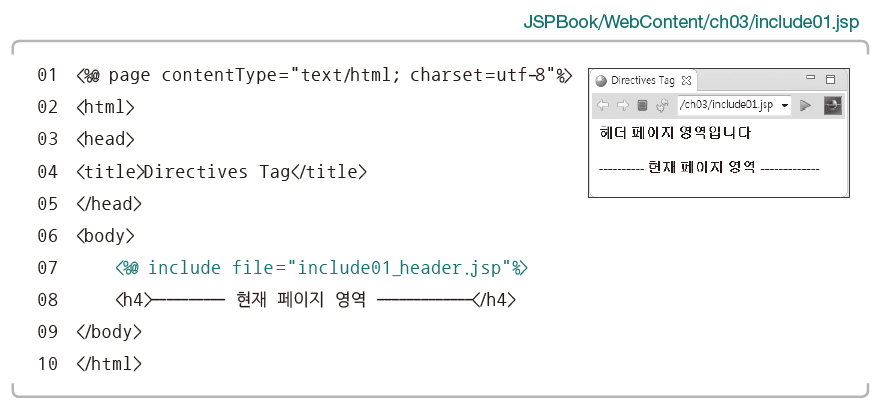 JSPBook/WebContent/ch03/include01.jsp
01 <%@ page contentType="text/html; charset=utf-8"%>
02 <html>
03 <head>
04 <title>Directives Tag</title>
05 </head>
06 <body>
07 <%@ include file="include01_header.jsp"%>
08 <h4>---------- 현재 페이지 영역 -------------</h4>
09 </body>
10 </html>
Directives Tag
/ch03/include01.jsp
헤더 페이지 영역입니다
---------- 현재 페이지 영역 -------------